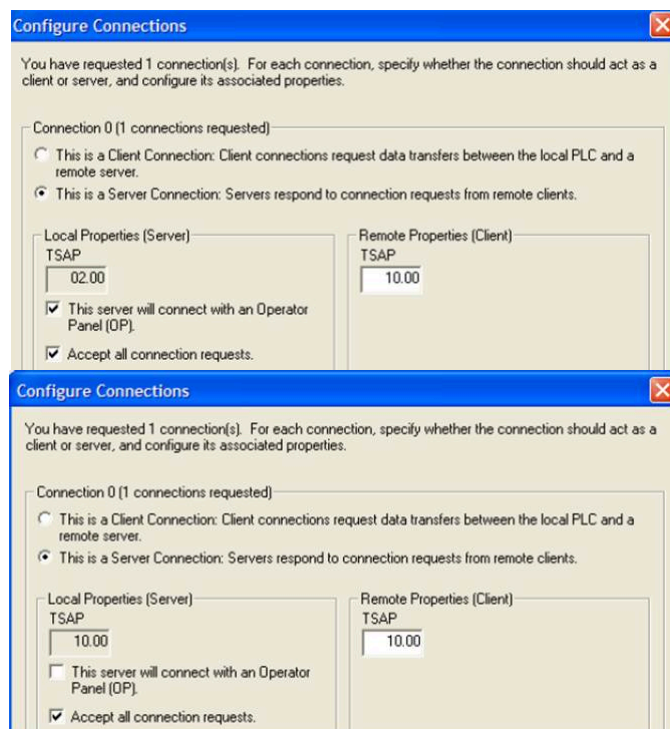 Configure Connections
You have requested 1 connection(s). For each connection, specify whether the connection should act as a
client or server, and configure its associated properties.
Connection 0 (1 connections requested)
This is a Client Connection: Client connections request data transfers between the local PLC and a
remote server.
This is a Server Connection: Servers respond to connection requests from remote clients.
Local Properties (Server)
TSAP
02.00
This server will connect with an Operator
Panel (OP).
Accept all connection requests.
Remote Properties (Client)
TSAP
10.00
Configure Connections
You have requested 1 connection(s). For each connection, specify whether the connection should act as a
client or server, and configure its associated properties.
Connection 0 (1 connections requested)
This is a Client Connection: Client connections request data transfers between the local PLC and a
remote server.
This is a Server Connection: Servers respond to connection requests from remote clients.
Local Properties (Server)
TSAP
10.00
This server will connect with an Operator
Panel (OP).
Accept all connection requests.
Remote Properties (Client)
TSAP
10.00